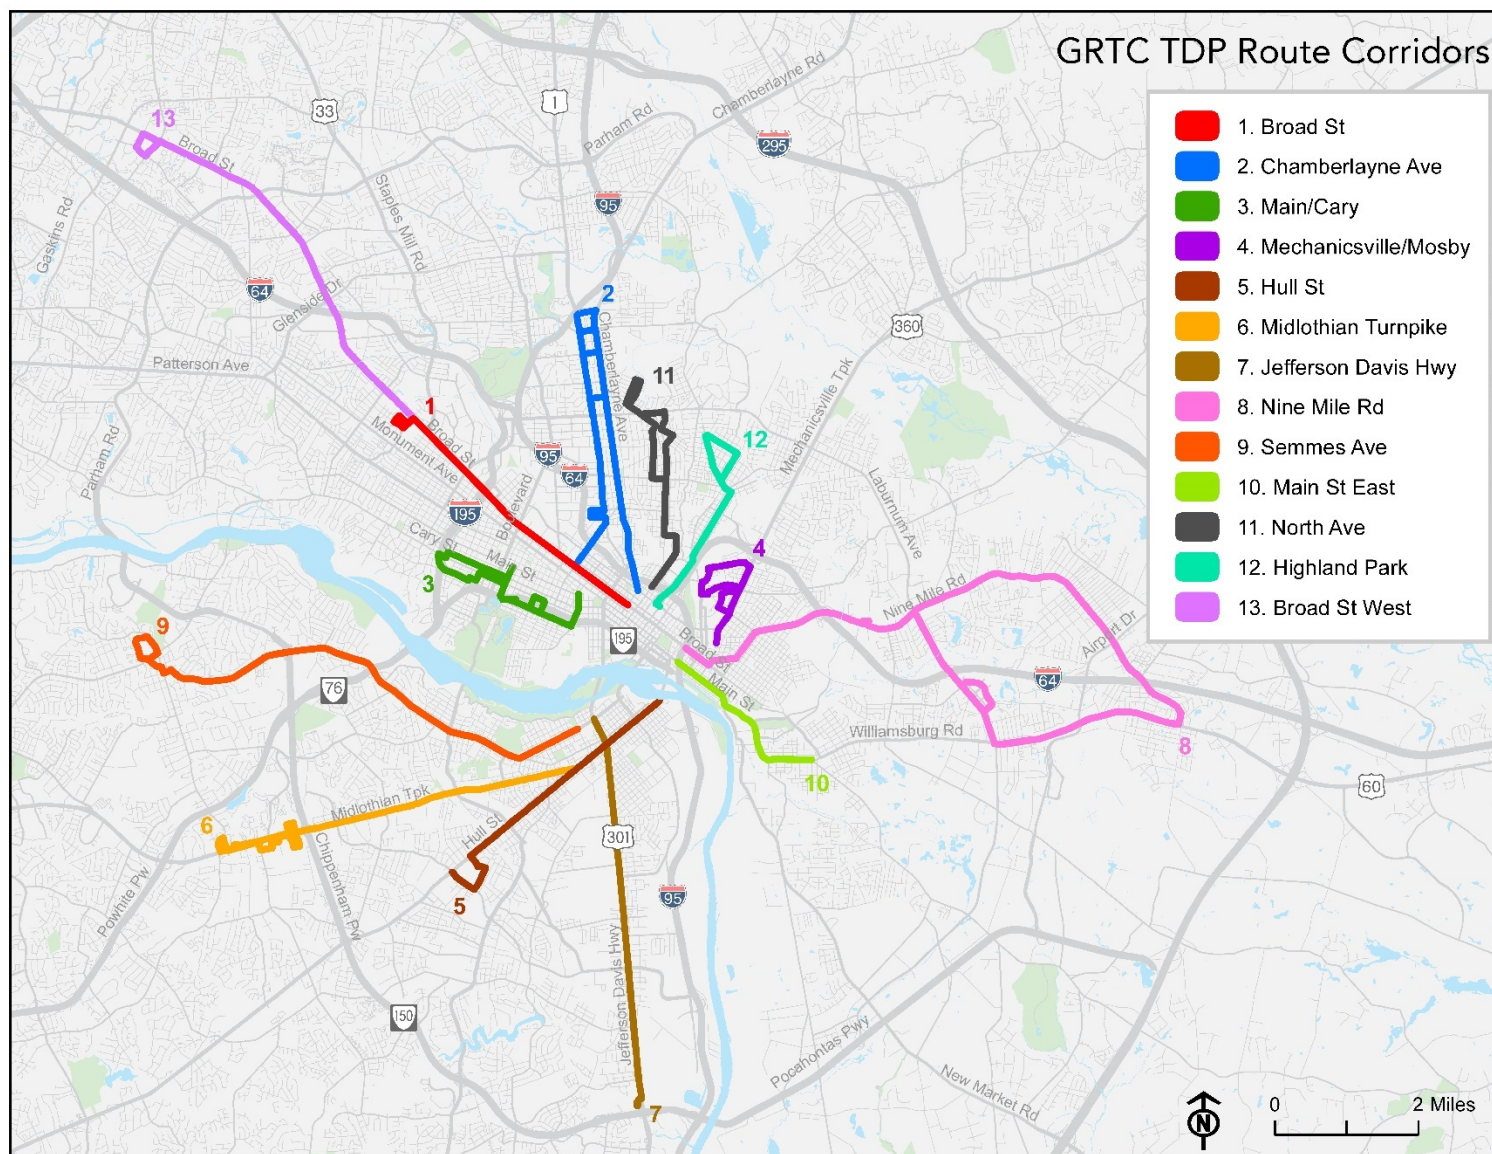 GRTC TDP Route Corridors
1. Broad St
2. Chamberlayne Ave
3. Main/Cary
4. Mechanicsville/Mosby
5. Hull St
6. Midlothian Turnpike
7. Jefferson Davis Hwy
8. Nine Mile Rd
9. Semmes Ave
10. Main St East
11. North Ave
12. Highland Park
13. Broad St West
13
Broad St
33
1
Parham Rd
Chamberlayne Rd
295
95
Staples Mill Rd
Gaskins Rd
64
Glenside Dr
Patterson Ave
2
Chamberlayne Ave
360
11
Mechanicsville Tpk
1
Broad St
Monument Ave
12
Parham Rd
95
64
Boulevard
195
Laburnum Ave
Cary St
Main St
3
4
Nine Mile Rd
9
195
Broad St
Airport Dr
64
76
Main St
Williamsburg Rd
8
10
60
Midlothian Tpk
6
Hull St
301
Chippenham Pw
Powhite Pw
5
95
Jefferson Davis Hwy
150
Pocahontas Pwy
New Market Rd
7
N
0
2 Miles